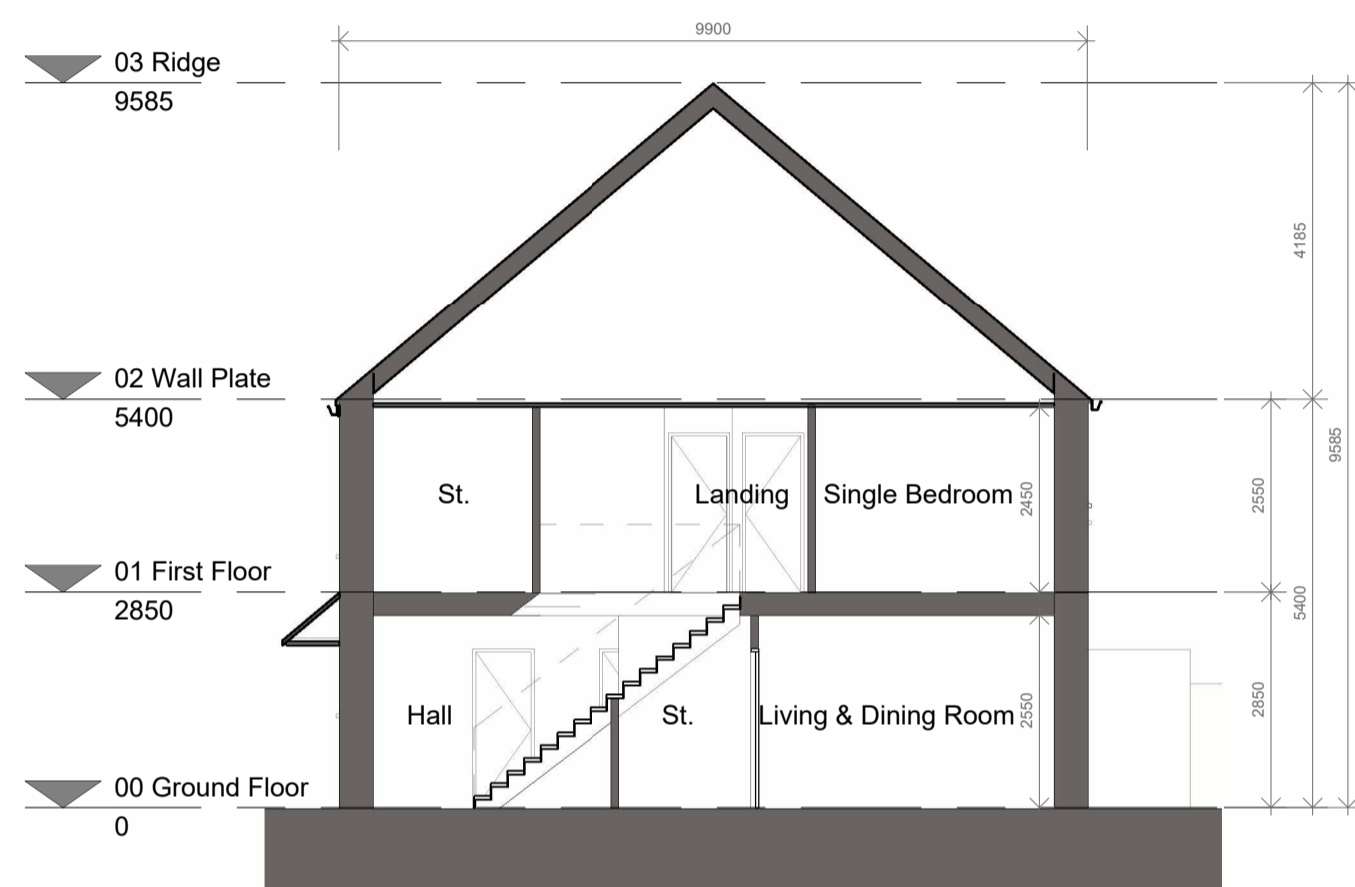 9900
03 Ridge
9585
4185
02 Wall Plate
5400
9585
St.
Landing
Single Bedroom
2450
2550
01 First Floor
2850
5400
Hall
St.
Living & Dining Room
2550
2850
00 Ground Floor
0